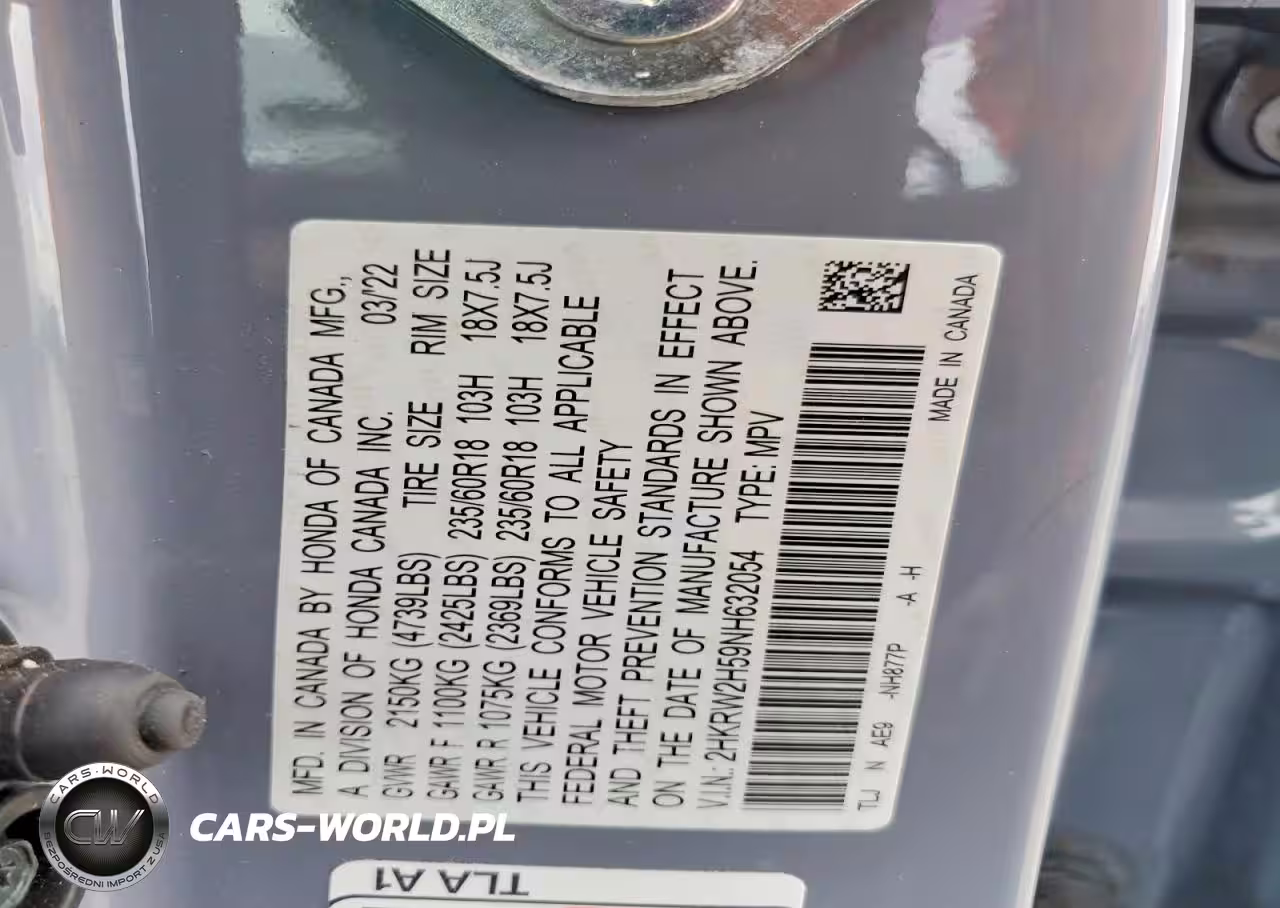 MFD. IN CANADA BY HONDA OF CANADA MFG.,
A DIVISION OF HONDA CANADA INC. 03/'22
GVWR 2150KG (4739LBS) TIRE SIZE RIM SIZE
GAWR F 1100KG (2425LBS) 235/60R18 103H 18X7.5J
GAWR R 1075KG (2369LBS) 235/60R18 103H 18X7.5J
THIS VEHICLE CONFORMS TO ALL APPLICABLE
FEDERAL MOTOR VEHICLE SAFETY
AND THEFT PREVENTION STANDARDS IN EFFECT
ON THE DATE OF MANUFACTURE SHOWN ABOVE.
V.I.N.: 2HKRW2H59NH632054 TYPE: MPV
TLJ N AE9 -NH877P -A -H
MADE IN CANADA
TLA A1
CARS-WORLD
CW
BEZPOŚREDNI IMPORT Z USA
CARS-WORLD.PL